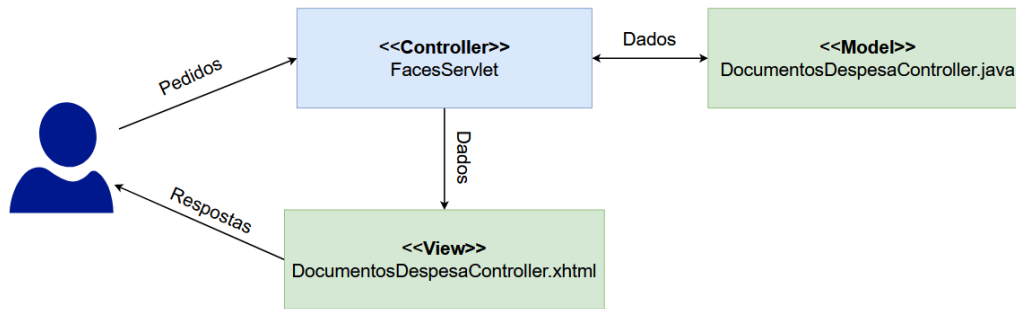 Pedidos
<<Controller>>
FacesServlet
Dados
<<Model>>
DocumentosDespesaController.java
Dados
Respostas
<<View>>
DocumentosDespesaController.xhtml